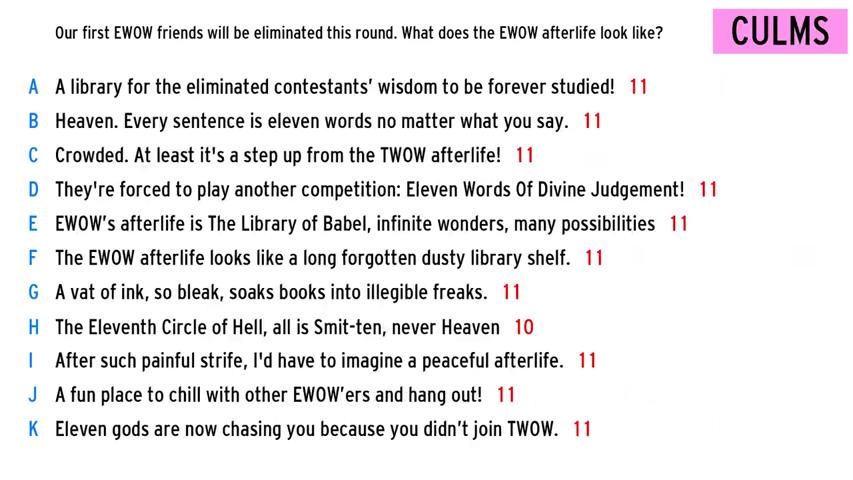 Our first EWOW friends will be eliminated this round. What does the EWOW afterlife look like?
CULMS
A A library for the eliminated contestants’ wisdom to be forever studied! 11
B Heaven. Every sentence is eleven words no matter what you say. 11
C Crowded. At least it's a step up from the TWOW afterlife! 11
D They're forced to play another competition: Eleven Words Of Divine Judgement! 11
E EWOW’s afterlife is The Library of Babel, infinite wonders, many possibilities 11
F The EWOW afterlife looks like a long forgotten dusty library shelf. 11
G A vat of ink, so bleak, soaks books into illegible freaks. 11
H The Eleventh Circle of Hell, all is Smit-ten, never Heaven 10
I After such painful strife, I'd have to imagine a peaceful afterlife. 11
J A fun place to chill with other EWOW’ers and hang out! 11
K Eleven gods are now chasing you because you didn’t join TWOW. 11